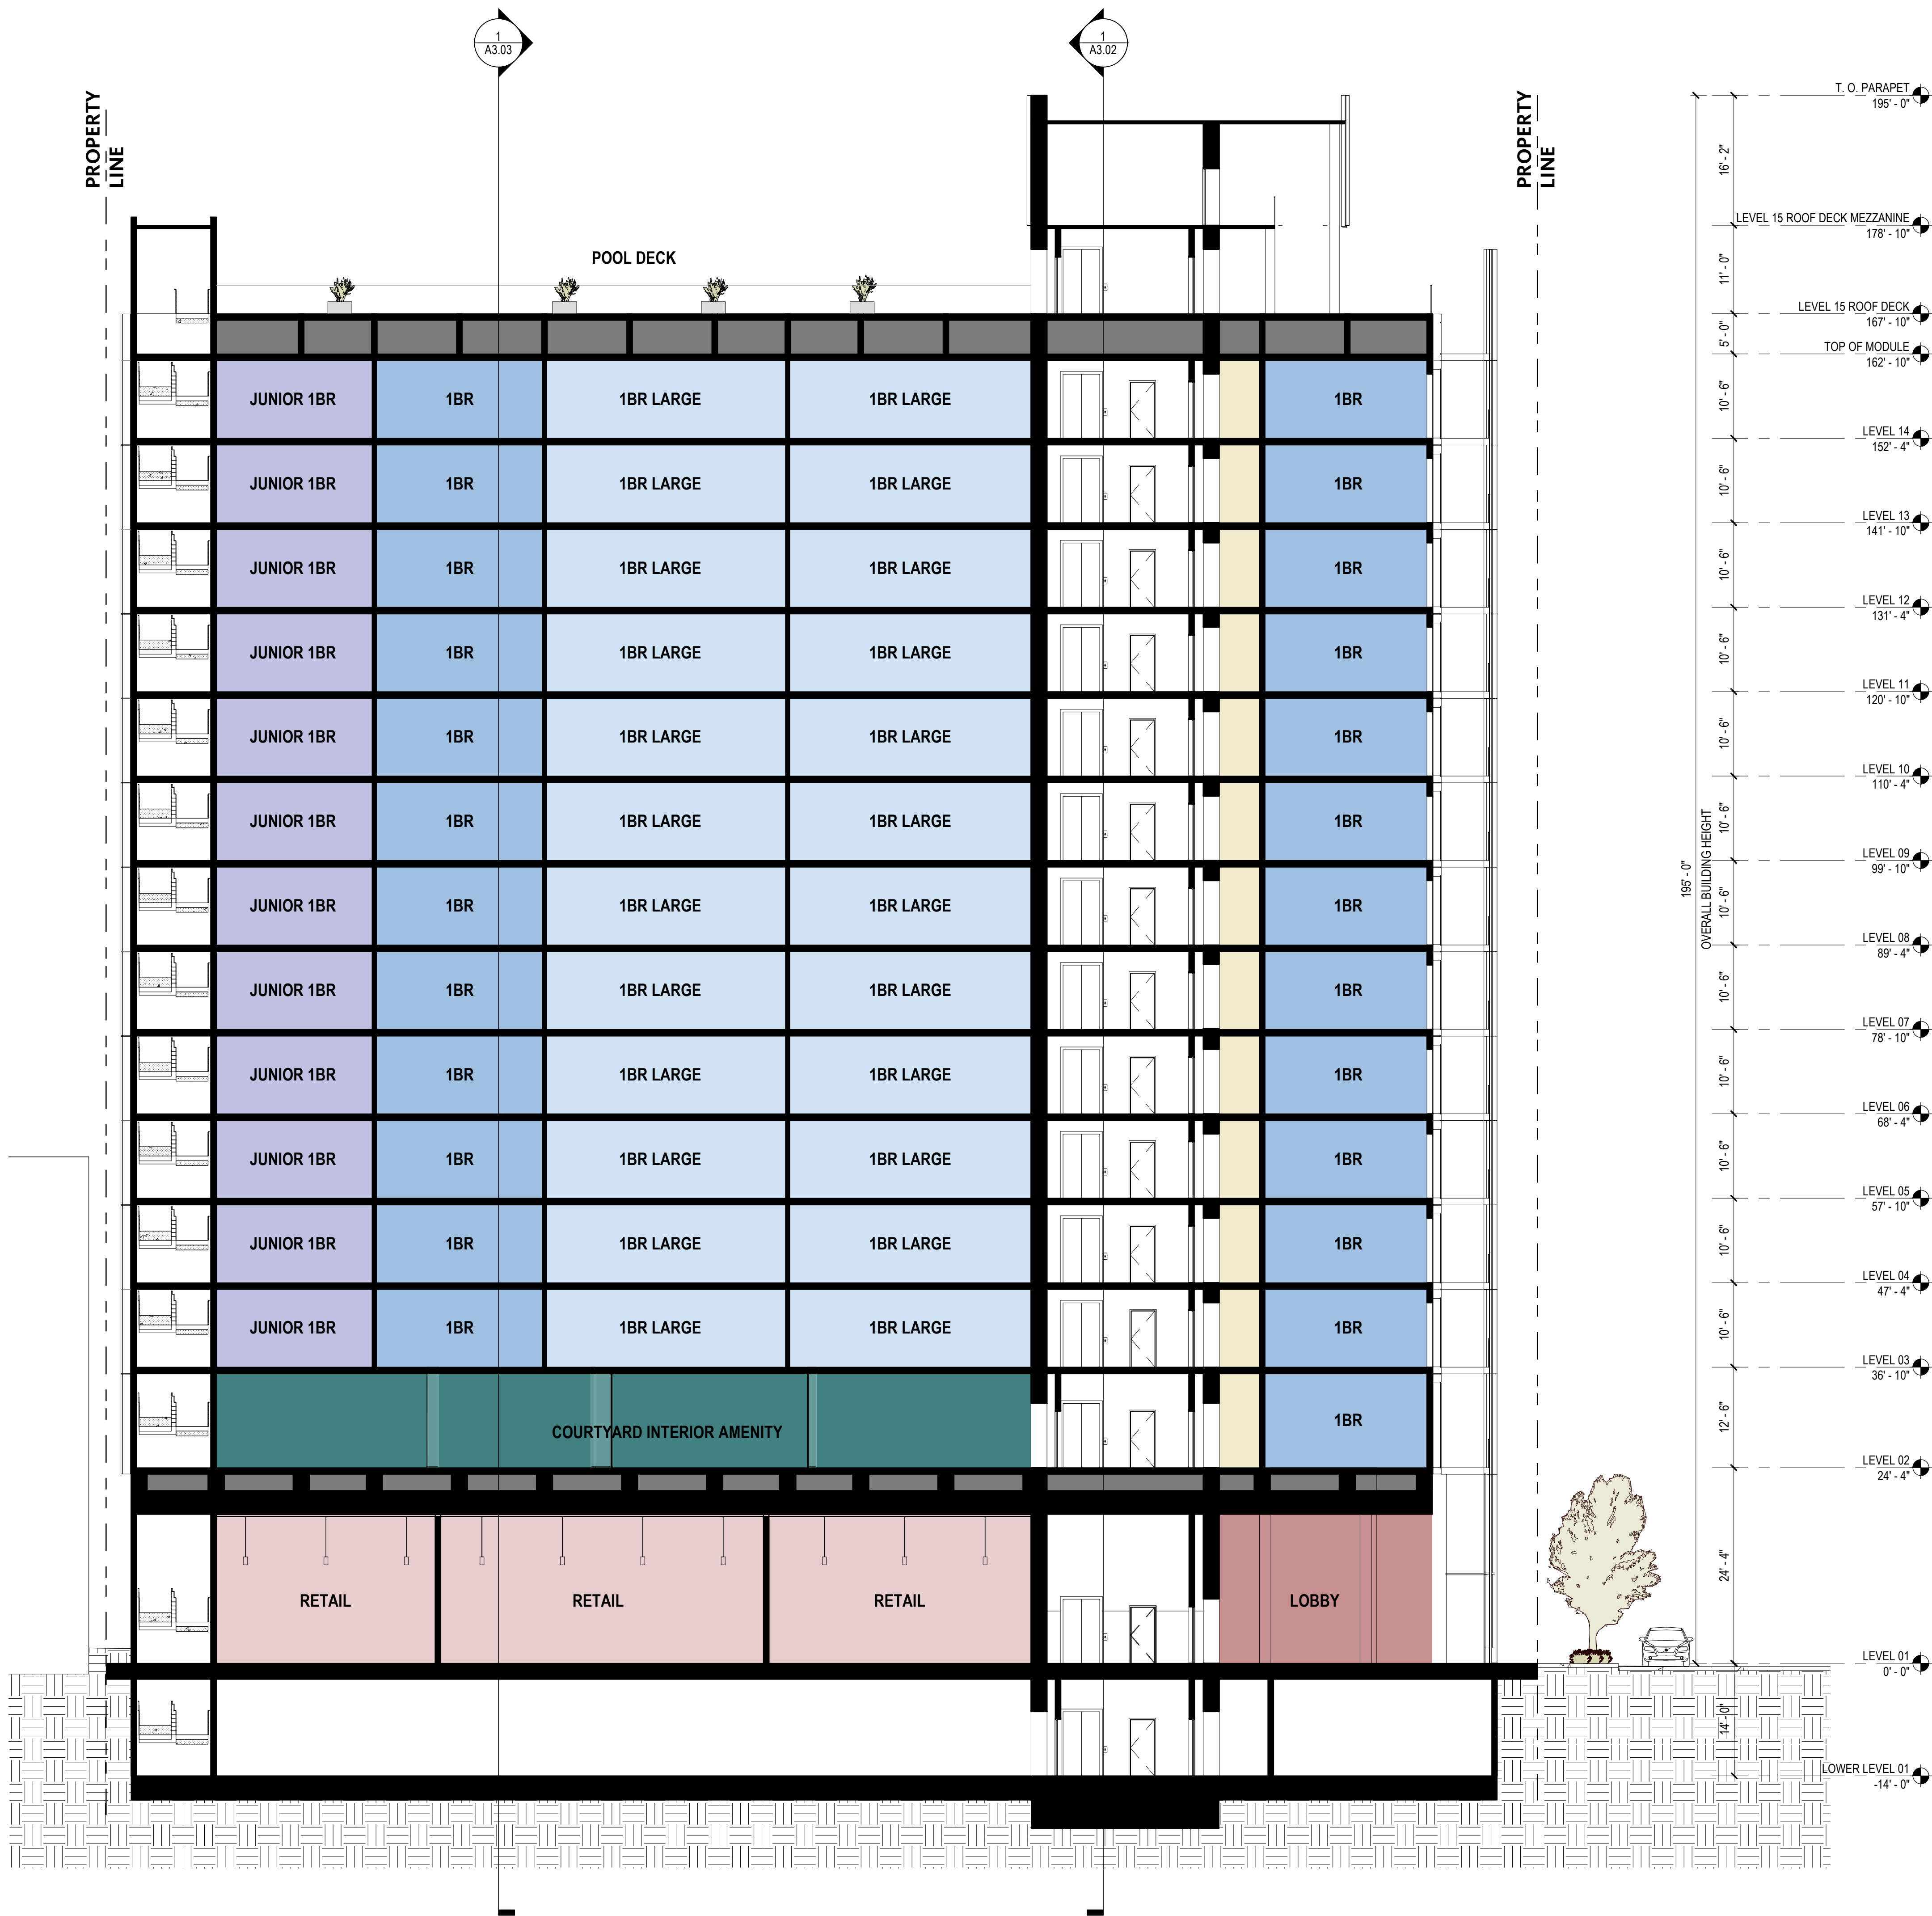 1
A3.03
1
A3.02
PROPERTY
LINE
PROPERTY
LINE
T. O. PARAPET
195' - 0"
16' - 2"
LEVEL 15 ROOF DECK MEZZANINE
178' - 10"
POOL DECK
11' - 0"
LEVEL 15 ROOF DECK
167' - 10"
5' - 0"
TOP OF MODULE
162' - 10"
JUNIOR 1BR 1BR 1BR LARGE 1BR LARGE 1BR
10' - 6"
LEVEL 14
152' - 4"
JUNIOR 1BR 1BR 1BR LARGE 1BR LARGE 1BR
10' - 6"
LEVEL 13
141' - 10"
JUNIOR 1BR 1BR 1BR LARGE 1BR LARGE 1BR
10' - 6"
LEVEL 12
131' - 4"
JUNIOR 1BR 1BR 1BR LARGE 1BR LARGE 1BR
10' - 6"
LEVEL 11
120' - 10"
JUNIOR 1BR 1BR 1BR LARGE 1BR LARGE 1BR
10' - 6"
LEVEL 10
110' - 4"
JUNIOR 1BR 1BR 1BR LARGE 1BR LARGE 1BR
10' - 6"
LEVEL 09
99' - 10"
195' - 0"
OVERALL BUILDING HEIGHT
JUNIOR 1BR 1BR 1BR LARGE 1BR LARGE 1BR
10' - 6"
LEVEL 08
89' - 4"
JUNIOR 1BR 1BR 1BR LARGE 1BR LARGE 1BR
10' - 6"
LEVEL 07
78' - 10"
JUNIOR 1BR 1BR 1BR LARGE 1BR LARGE 1BR
10' - 6"
LEVEL 06
68' - 4"
JUNIOR 1BR 1BR 1BR LARGE 1BR LARGE 1BR
10' - 6"
LEVEL 05
57' - 10"
JUNIOR 1BR 1BR 1BR LARGE 1BR LARGE 1BR
10' - 6"
LEVEL 04
47' - 4"
JUNIOR 1BR 1BR 1BR LARGE 1BR LARGE 1BR
10' - 6"
LEVEL 03
36' - 10"
COURTYARD INTERIOR AMENITY 1BR
12' - 6"
LEVEL 02
24' - 4"
RETAIL RETAIL RETAIL LOBBY
24' - 4"
LEVEL 01
0' - 0"
14' - 0"
LOWER LEVEL 01
-14' - 0"